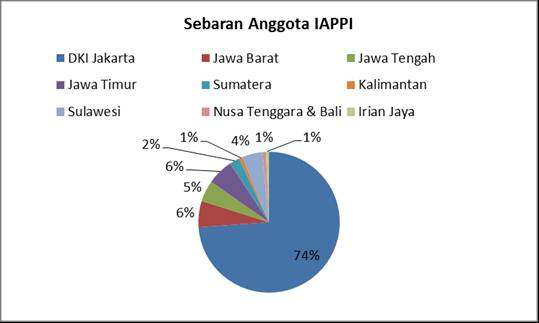 Sebaran Anggota IAPPI
DKI Jakarta Jawa Barat Jawa Tengah
Jawa Timur Sumatera Kalimantan
Sulawesi Nusa Tenggara & Bali Irian Jaya
1% 4% 1% 1%
2%
6%
5%
6%
74%